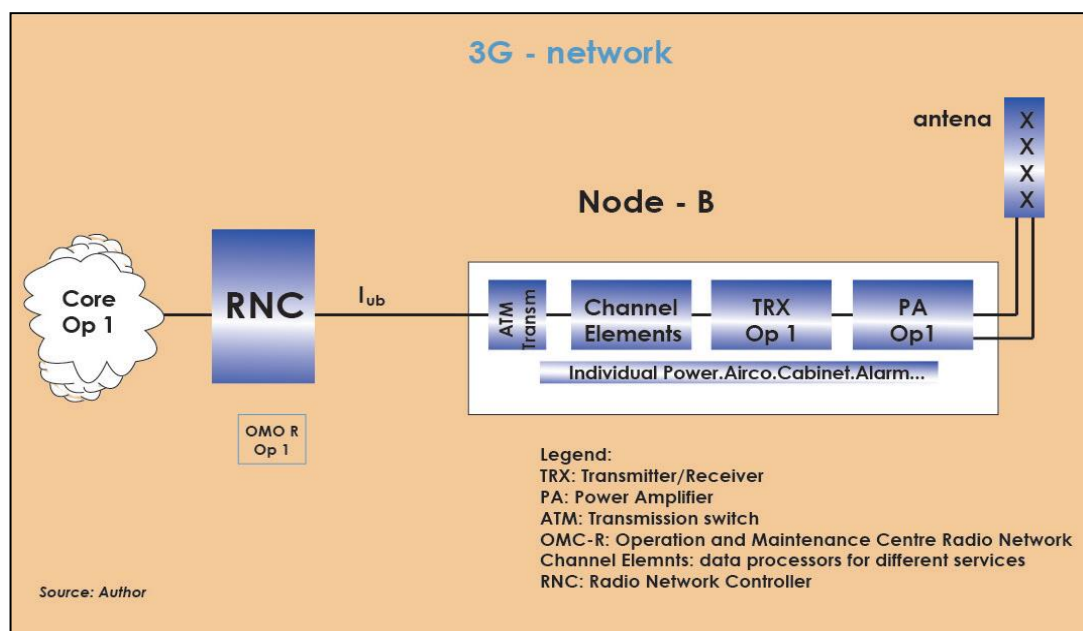 3G - network
antena
X
X
X
X
Node - B
Core
Op 1
RNC
Iub
ATM
Transm
Channel
Elements
TRX
Op 1
PA
Op1
Individual Power.Airco.Cabinet.Alarm...
OMO R
Op 1
Legend:
TRX: Transmitter/Receiver
PA: Power Amplifier
ATM: Transmission switch
OMC-R: Operation and Maintenance Centre Radio Network
Channel Elemnts: data processors for different services
RNC: Radio Network Controller
Source: Author